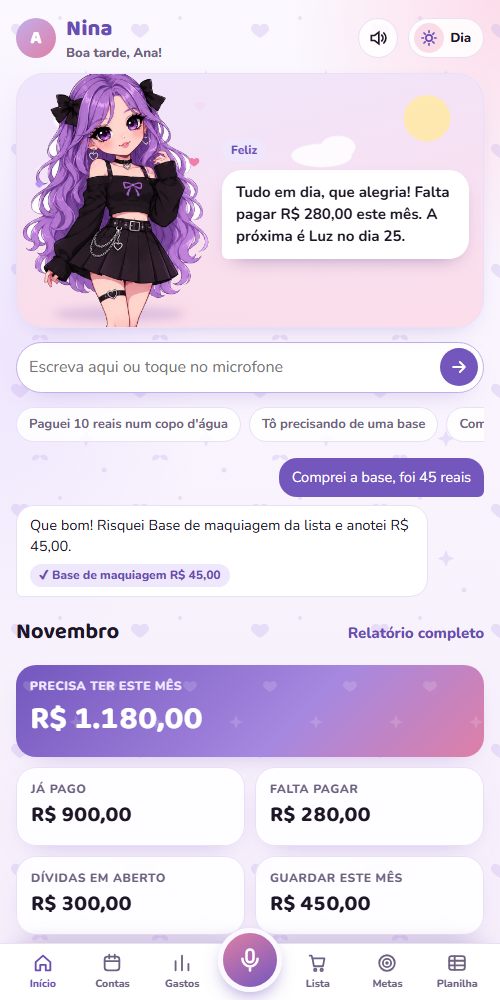 A
Nina
Boa tarde, Ana!
Dia
Feliz
Tudo em dia, que alegria! Falta
pagar R$ 280,00 este mês. A
próxima é Luz no dia 25.
Escreva aqui ou toque no microfone
Paguei 10 reais num copo d'água
Tô precisando de uma base
Com
Comprei a base, foi 45 reais
Que bom! Risquei Base de maquiagem da lista e anotei R$
45,00.
✓ Base de maquiagem R$ 45,00
Novembro
Relatório completo
PRECISA TER ESTE MÊS
R$ 1.180,00
JÁ PAGO
R$ 900,00
FALTA PAGAR
R$ 280,00
DÍVIDAS EM ABERTO
R$ 300,00
GUARDAR ESTE MÊS
R$ 450,00
Início
Contas
Gastos
Lista
Metas
Planilha